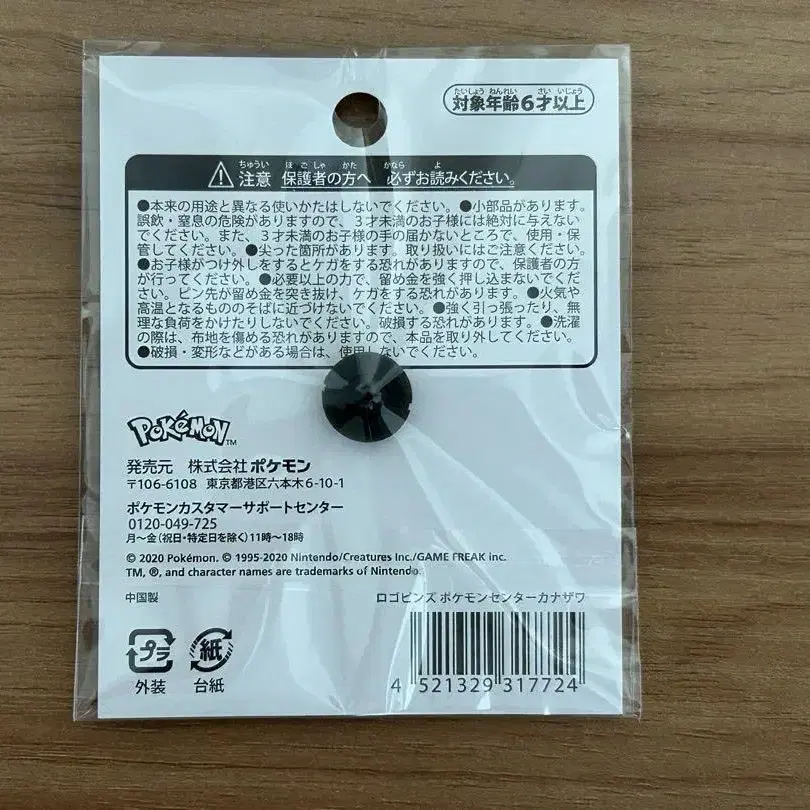 たいしょう ねんれい さい いじょう
対象年齢6才以上
ちゅうい ほごしゃ かた かなら よ
注意 保護者の方へ 必ずお読みください。
●本来の用途と異なる使いかたはしないでください。●小部品があります。
誤飲・窒息の危険がありますので、3才未満のお子様には絶対に与えない
でください。また、3才未満のお子様の手の届かないところで、使用・保
管してください。●尖った箇所があります。取り扱いにはご注意ください。
●お子様がつけ外しをするとケガをする恐れがありますので、保護者の方
が行ってください。●必要以上の力で、留め金を強く押し込まないでくだ
さい。ピン先が留め金を突き抜け、ケガをする恐れがあります。●火気や
高温となるもののそばに近づけないでください。●強く引っ張ったり、無
理な負荷をかけたりしないでください。破損する恐れがあります。●洗濯
の際は、布地を傷める恐れがありますので、本品を取り外してください。
●破損・変形などがある場合は、使用しないでください。
POKéMON™
発売元 株式会社ポケモン
〒106-6108 東京都港区六本木6-10-1
ポケモンカスタマーサポートセンター
0120-049-725
月〜金(祝日・特定日を除く)11時〜18時
© 2020 Pokémon. © 1995-2020 Nintendo/Creatures Inc./GAME FREAK inc.
TM, ®, and character names are trademarks of Nintendo.
中国製
ロゴピンズ ポケモンセンターカナザワ
プラ
外装
紙
台紙
4 521329 317724